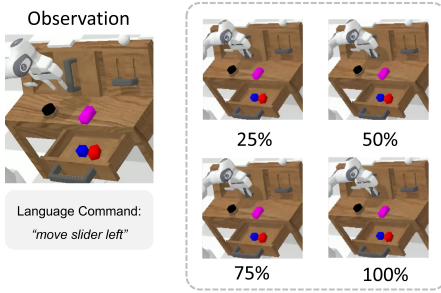 Observation
Language Command:
“move slider left”
25%
50%
75%
100%